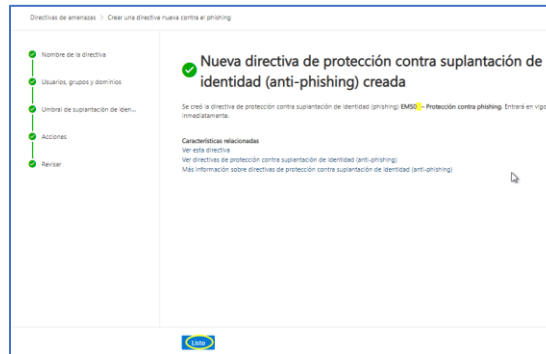 Directivas de amenazas > Crear una directiva nueva contra el phishing
Nombre de la directiva
Usuarios, grupos y dominios
Umbral de suplantación de iden...
Acciones
Revisar
Nueva directiva de protección contra suplantación de
identidad (anti-phishing) creada
Se creó la directiva de protección contra suplantación de identidad (phishing) – Protección contra phishing. Entrará en vigo
inmediatamente.
Características relacionadas
Ver esta directiva
Ver directivas de protección contra suplantación de identidad (anti-phishing)
Más información sobre directivas de protección contra suplantación de identidad (anti-phishing)
Listo